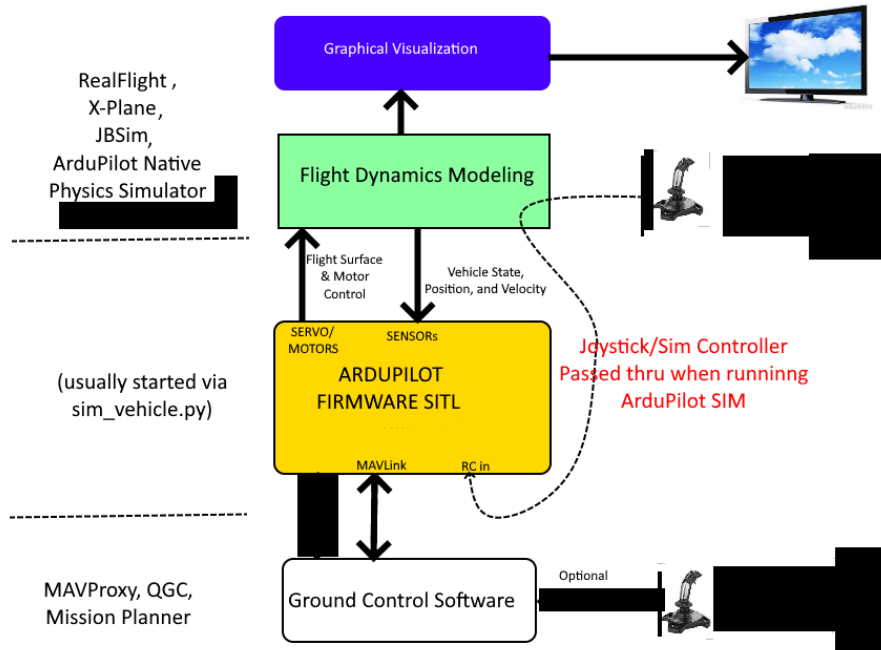 Graphical Visualization
RealFlight ,
X-Plane,
JBSim,
ArduPilot Native
Physics Simulator
Flight Dynamics Modeling
Flight Surface
& Motor
Control
Vehicle State,
Position, and Velocity
SERVO/
MOTORS
SENSORs
ARDUPILOT
FIRMWARE SITL
MAVLink
RC in
(usually started via
sim_vehicle.py)
Joystick/Sim Controller
Passed thru when runninng
ArduPilot SIM
MAVProxy, QGC,
Mission Planner
Ground Control Software
Optional